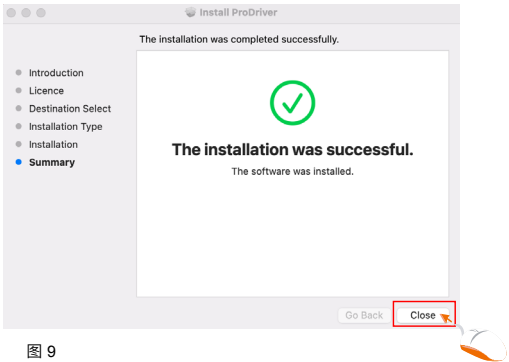 Install ProDriver
The installation was completed successfully.
Introduction
Licence
Destination Select
Installation Type
Installation
Summary
The installation was successful.
The software was installed.
Go Back
Close
图 9